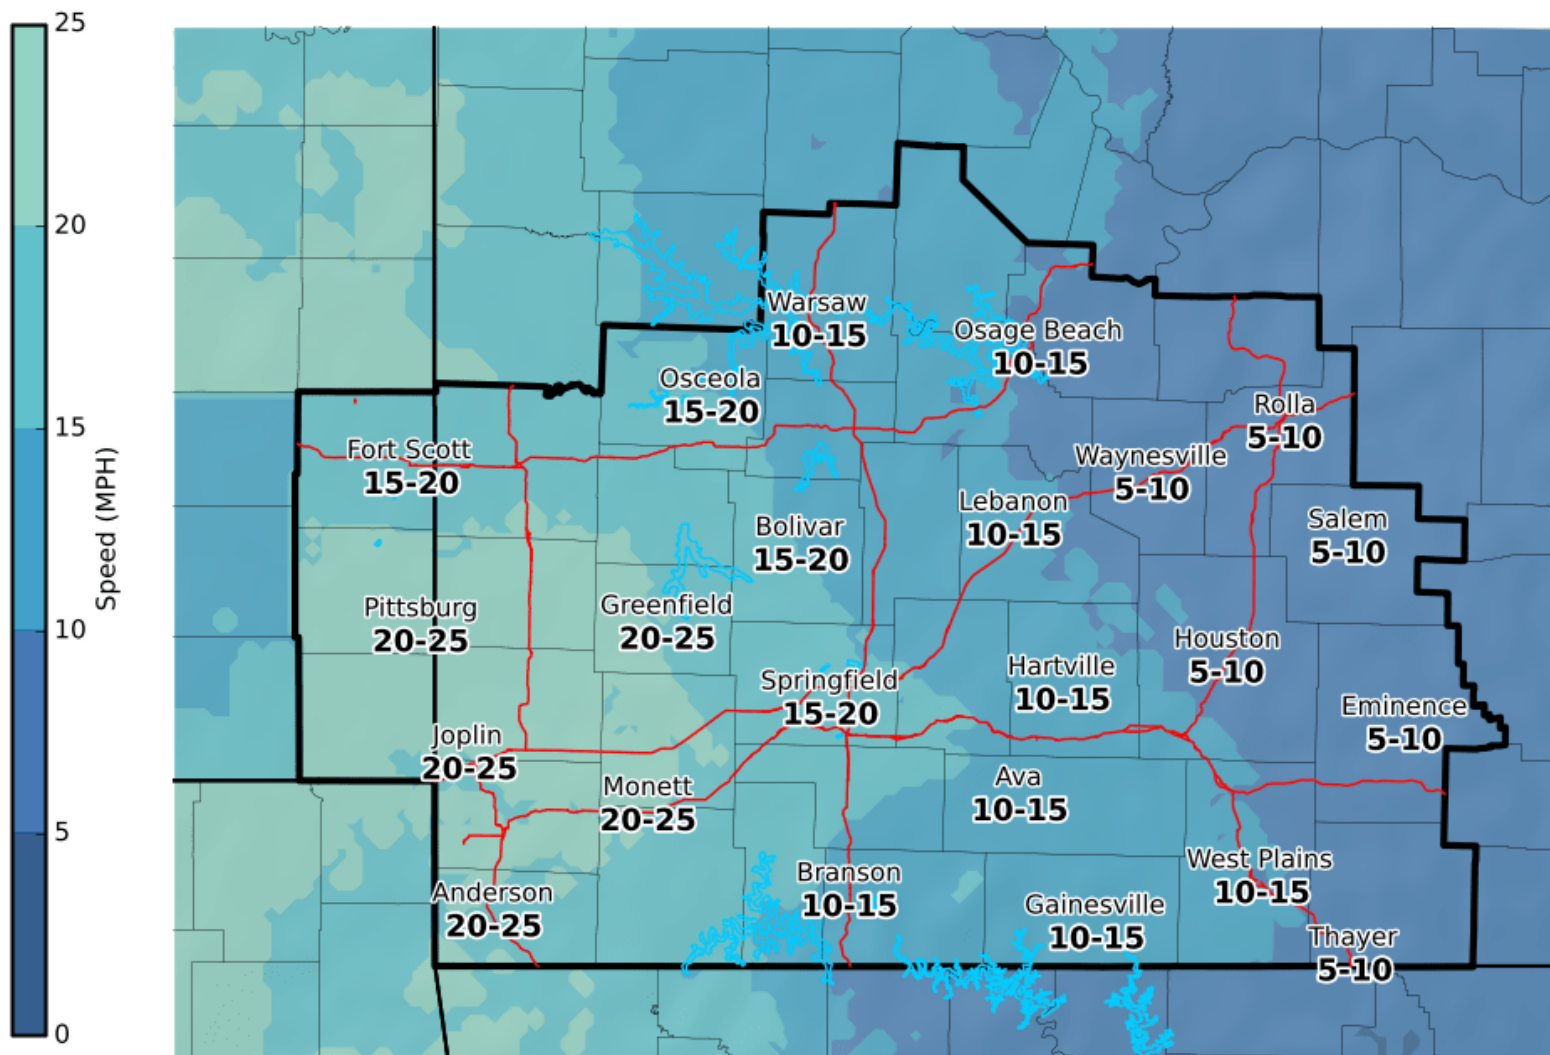 25
20
15
10
5
0
Speed (MPH)
Warsaw
10-15
Osage Beach
10-15
Osceola
15-20
Rolla
5-10
Fort Scott
15-20
Waynesville
5-10
Lebanon
10-15
Salem
5-10
Bolivar
15-20
Pittsburg
20-25
Greenfield
20-25
Houston
5-10
Hartville
10-15
Springfield
15-20
Eminence
5-10
Joplin
20-25
Monett
20-25
Ava
10-15
West Plains
10-15
Branson
10-15
Anderson
20-25
Gainesville
10-15
Thayer
5-10